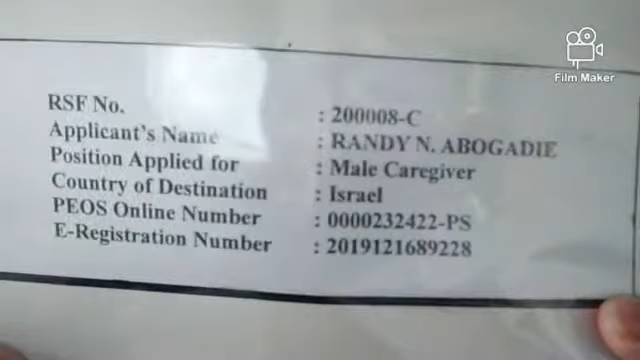 RSF No. : 200008-C
Applicant's Name : RANDY N. ABOGADIE
Position Applied for : Male Caregiver
Country of Destination : Israel
PEOS Online Number : 0000232422-PS
E-Registration Number : 2019121689228
Film Maker